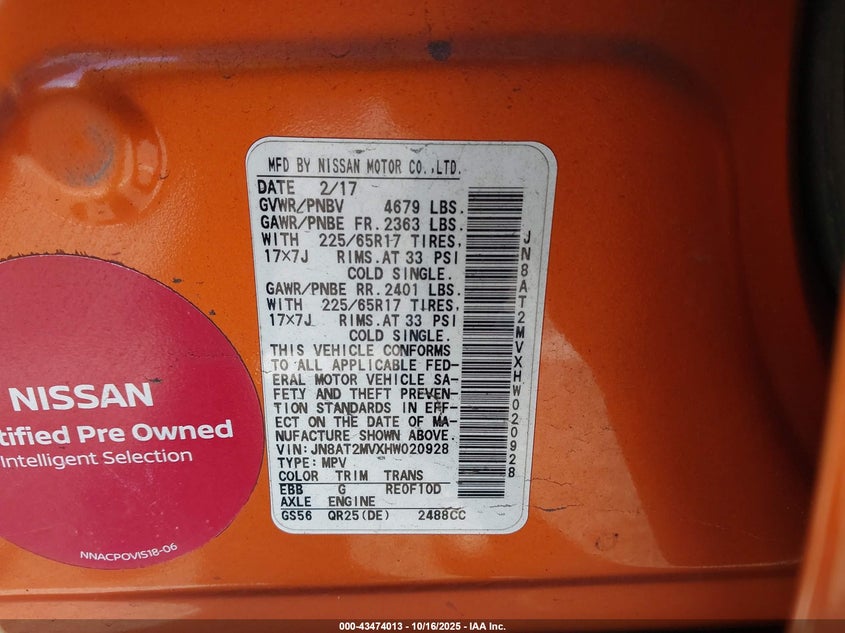 MFD BY NISSAN MOTOR CO.,LTD.
DATE 2/17
GVWR/PNBV 4679 LBS.
GAWR/PNBE FR. 2363 LBS.
WITH 225/65R17 TIRES,
17×7J RIMS.AT 33 PSI
COLD SINGLE.
GAWR/PNBE RR. 2401 LBS.
WITH 225/65R17 TIRES,
17×7J RIMS.AT 33 PSI
COLD SINGLE.
THIS VEHICLE CONFORMS
TO ALL APPLICABLE FED-
ERAL MOTOR VEHICLE SA-
FETY AND THEFT PREVEN-
TION STANDARDS IN EFF-
ECT ON THE DATE OF MA-
NUFACTURE SHOWN ABOVE.
VIN: JN8AT2MVXHW020928
TYPE: MPV
COLOR TRIM TRANS
EBB G RE0F10D
AXLE ENGINE
GS56 QR25(DE) 2488CC
JN8AT2MVXHW020928
NISSAN
tified Pre Owned
Intelligent Selection
NNACPOVIS18-06
000-43474013 - 10/16/2025 - IAA Inc.